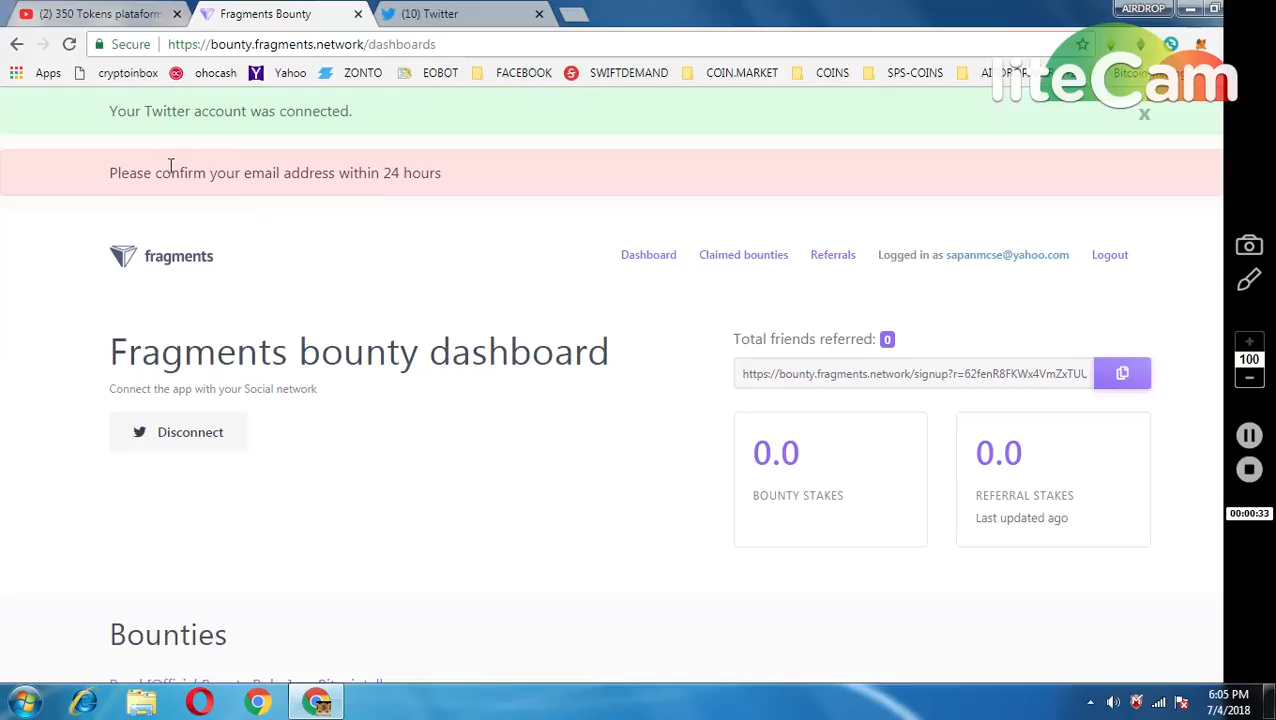 (2) 350 Tokens plataform
Fragments Bounty
(10) Twitter
AIRDROP
Secure
https://bounty.fragments.network/dashboards
Apps
cryptoinbox
ohocash
Yahoo
EOBOT
FACEBOOK
SWIFTDEMAND
COIN.MARKET
COINS
SPS-COINS
liteCam
Your Twitter account was connected.
x
Please confirm your email address within 24 hours
fragments
Dashboard
Claimed bounties
Referrals
Logged in as sapanmcse@yahoo.com
Logout
Fragments bounty dashboard
Total friends referred: 0
Connect the app with your Social network
https://bounty.fragments.network/signup?r=62fenR8FKWx4VmZxTUL
100
Disconnect
0.0
0.0
BOUNTY STAKES
REFERRAL STAKES
Last updated ago
00:00:33
Bounties
6:05 PM
7/4/2018